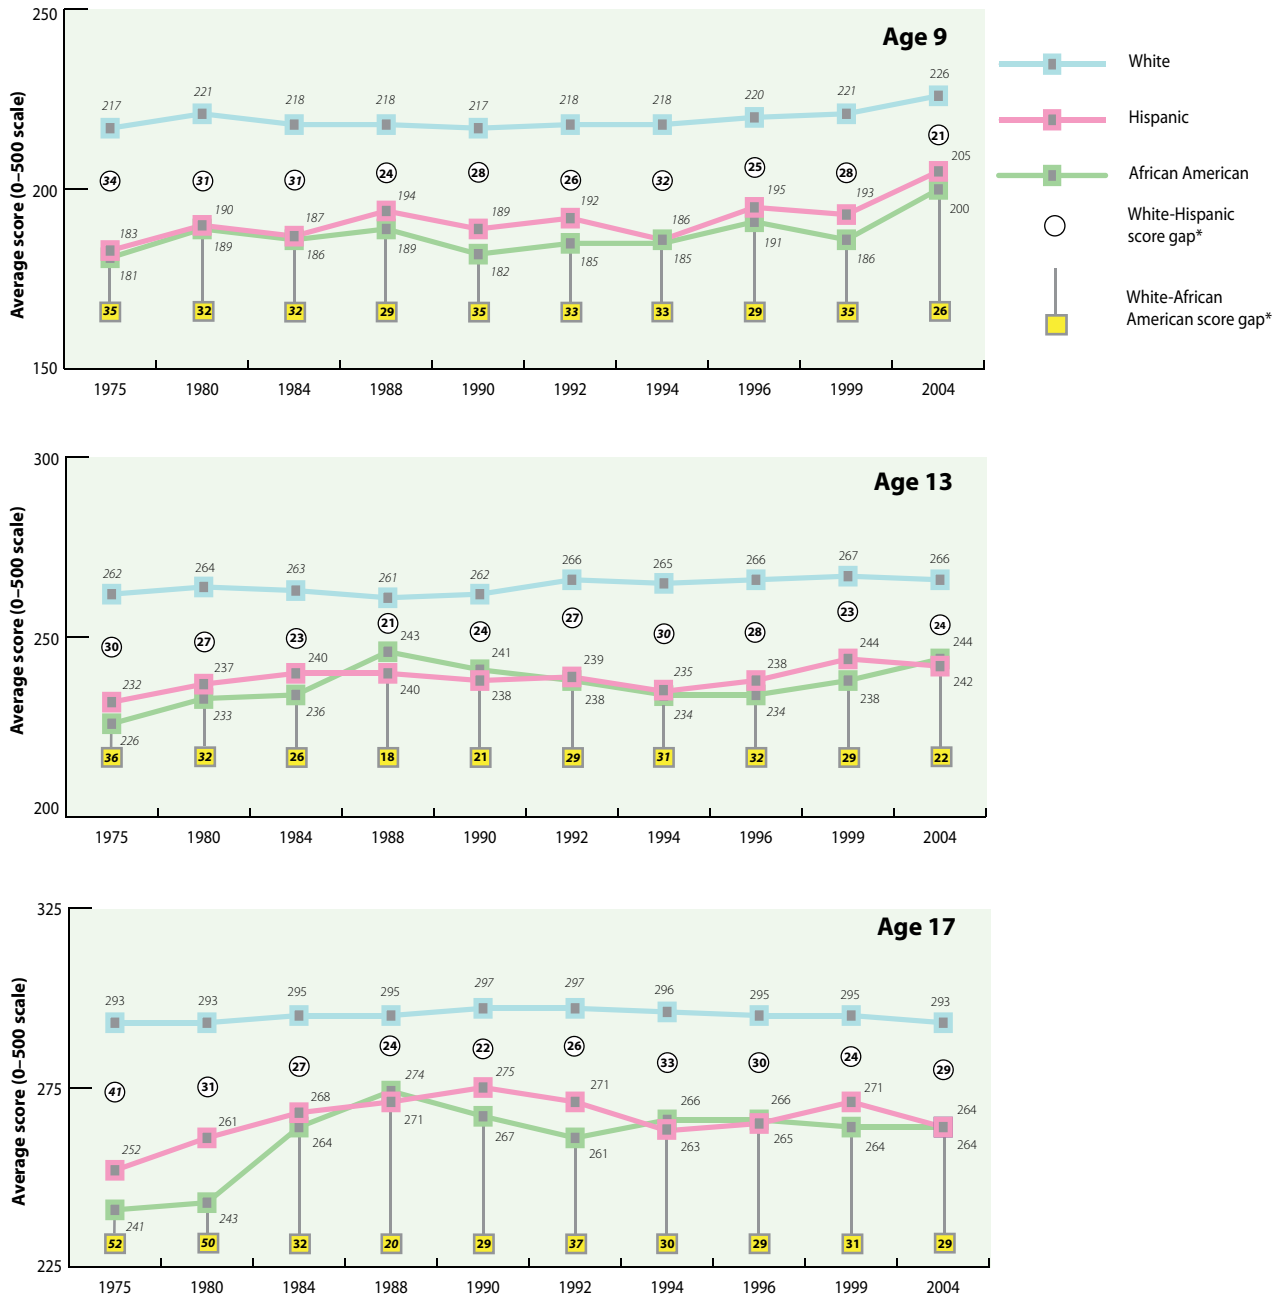 250
Age 9
Average score (0–500 scale)
217 221 218 218 217 218 218 220 221 226
34 31 31 24 28 26 32 25 28 21
200
183 190 187 194 189 192 186 195 193 205
181 189 186 189 182 185 185 191 186 200
35 32 32 29 35 33 33 29 35 26
150
1975 1980 1984 1988 1990 1992 1994 1996 1999 2004
White
Hispanic
African American
White-Hispanic
score gap*
White-African
American score gap*
300
Age 13
Average score (0–500 scale)
262 264 263 261 262 266 265 266 267 266
30 27 23 21 24 27 30 28 23 24
250
232 237 240 243 241 239 235 238 244 244
226 233 236 240 238 238 234 234 238 242
36 32 26 18 21 29 31 32 29 22
200
1975 1980 1984 1988 1990 1992 1994 1996 1999 2004
325
Age 17
Average score (0–500 scale)
293 293 295 295 297 297 296 295 295 293
41 31 27 24 22 26 33 30 24 29
275
252 261 268 274 275 271 266 266 271 264
241 243 264 271 267 261 263 265 264 264
52 50 32 20 29 37 30 29 31 29
225
1975 1980 1984 1988 1990 1992 1994 1996 1999 2004